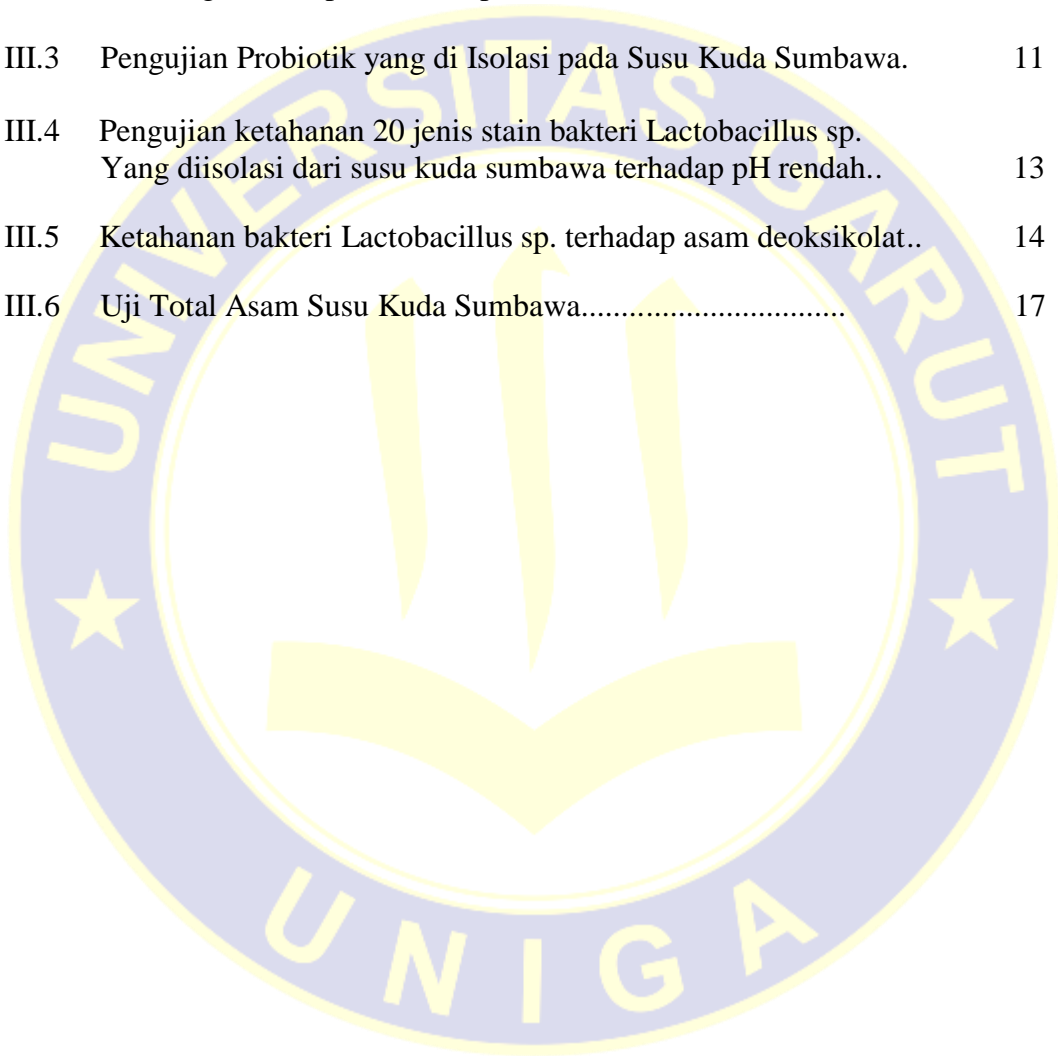 III.3 Pengujian Probiotik yang di Isolasi pada Susu Kuda Sumbawa. 11
III.4 Pengujian ketahanan 20 jenis stain bakteri Lactobacillus sp.
Yang diisolasi dari susu kuda sumbawa terhadap pH rendah.. 13
III.5 Ketahanan bakteri Lactobacillus sp. terhadap asam deoksikolat.. 14
III.6 Uji Total Asam Susu Kuda Sumbawa................................. 17
UNIVERSITAS GARUT
UNIGA